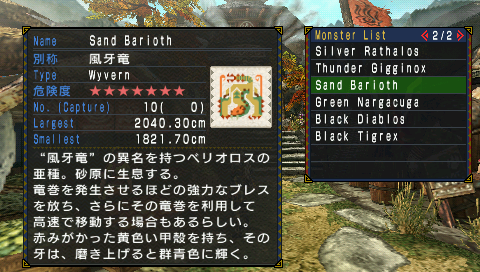 Name Sand Barioth
別称 風牙竜
Type Wyvern
危険度 ★★★★★★★
No. (Capture) 10( 0)
Largest 2040.30cm
Smallest 1821.70cm
“風牙竜”の異名を持つベリオロスの
亜種。砂原に生息する。
竜巻を発生させるほどの強力なブレス
を放ち、さらにその竜巻を利用して
高速で移動する場合もあるらしい。
赤みがかった黄色い甲殻を持ち、その
牙は、磨き上げると群青色に輝く。
Monster List 2/2
Silver Rathalos
Thunder Gigginox
Sand Barioth
Green Nargacuga
Black Diablos
Black Tigrex